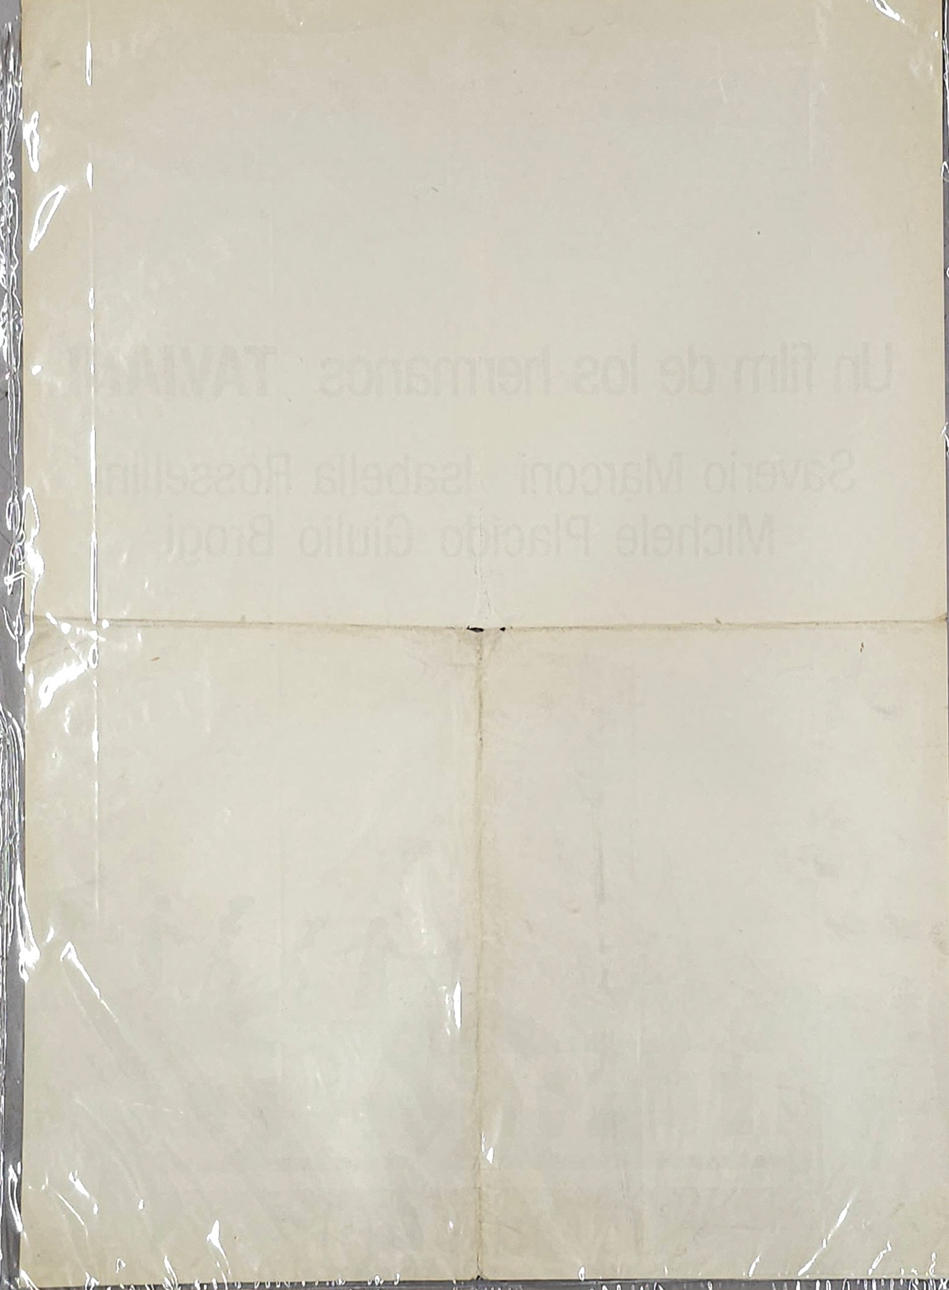 Un film de los hermanos TAVIANI
Saverio Marconi Isabella Rossellini
Michele Placido Giulio Brogi